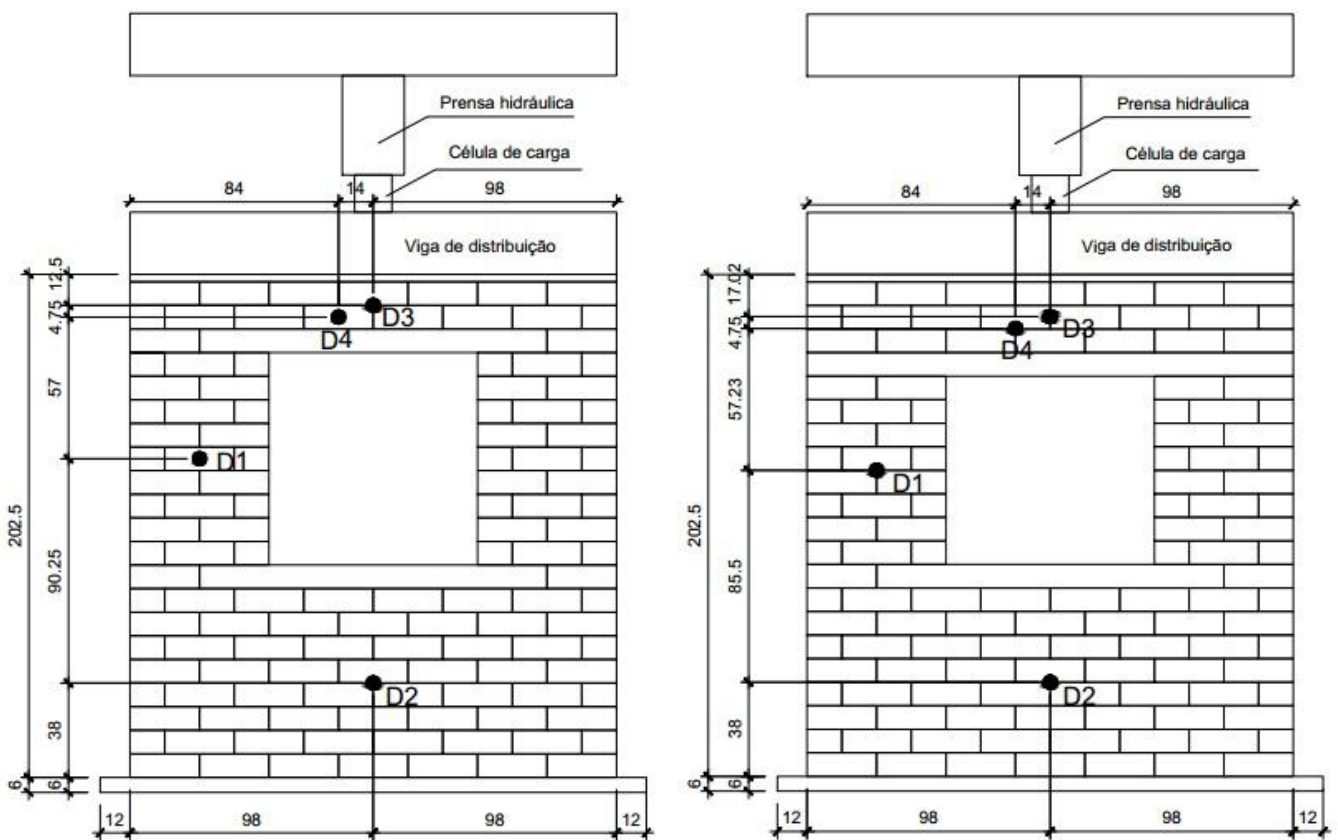 Prensa hidráulica
Célula de carga
84
14
98
Viga de distribuição
12.5
4.75
57
90.25
38
6
202.5
6
D3
D4
D1
D2
12
98
98
12
Prensa hidráulica
Célula de carga
84
14
98
Viga de distribuição
17.02
4.75
57.23
85.5
38
6
202.5
6
D3
D4
D1
D2
12
98
98
12